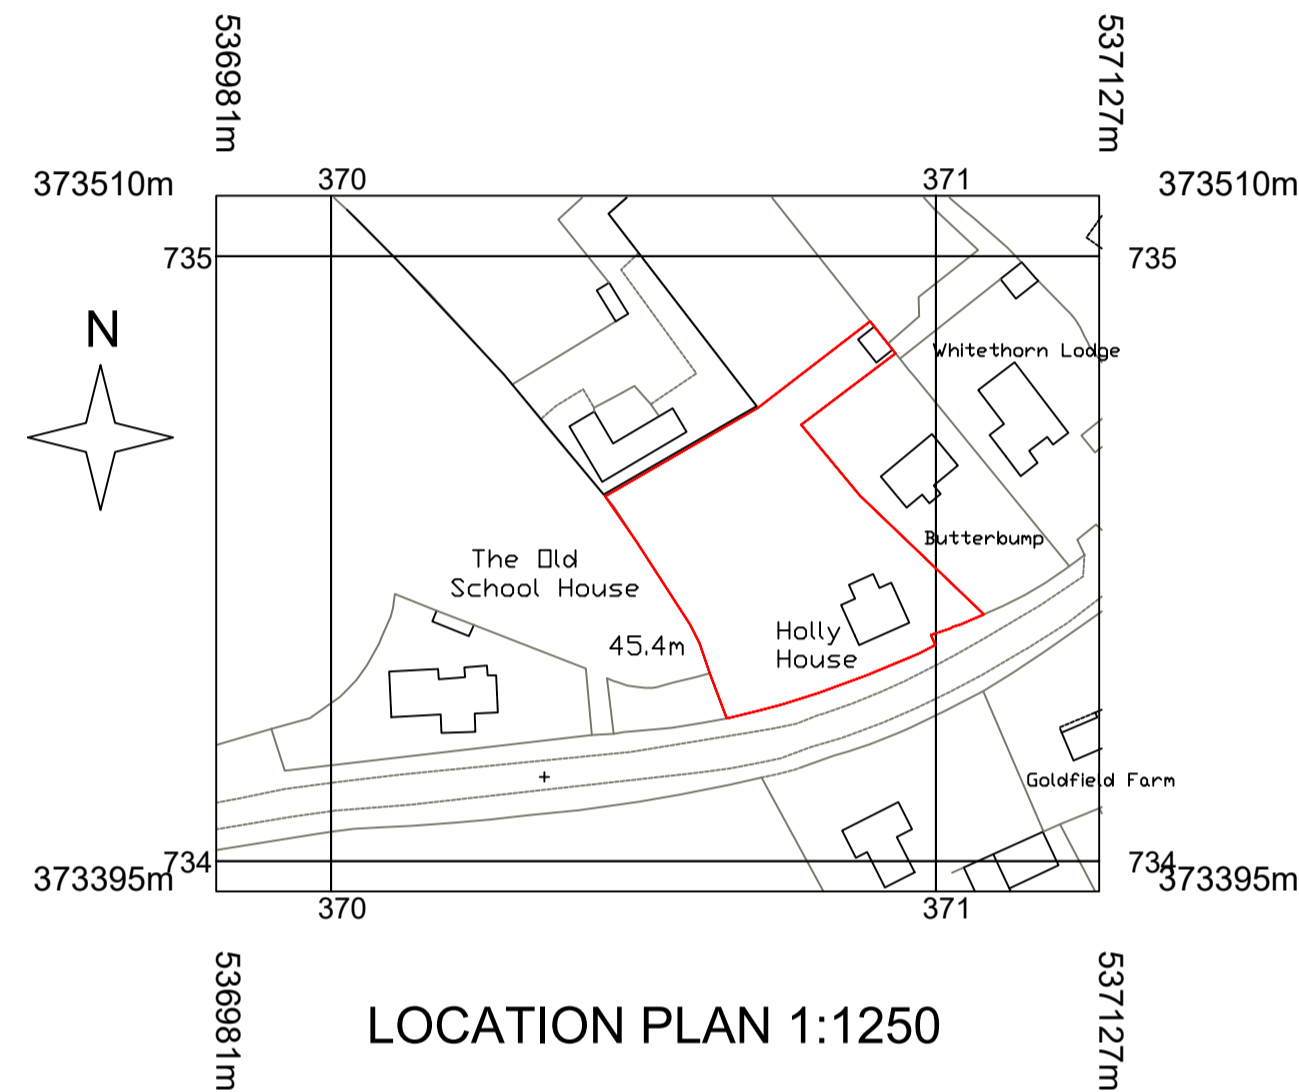 536981m
537127m
373510m
370
371
373510m
735
735
N
Whitethorn Lodge
Butterbump
The Old
School House
45.4m
Holly
House
Goldfield Farm
734
734
373395m
373395m
370
371
536981m
537127m
LOCATION PLAN 1:1250